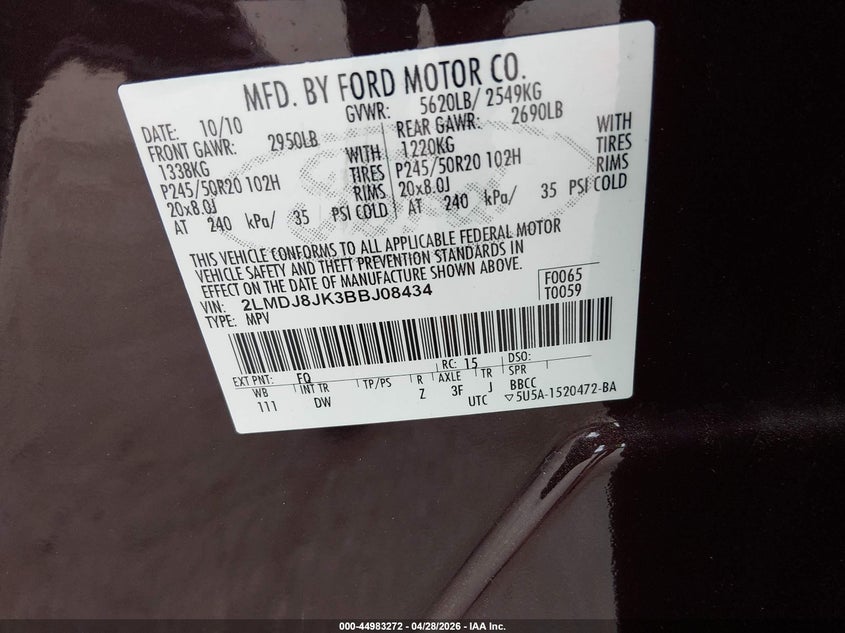 MFD. BY FORD MOTOR CO.
DATE: 10/10 GVWR: 5620LB/ 2549KG
FRONT GAWR: 2950LB REAR GAWR: 2690LB
1338KG WITH 1220KG WITH
P245/50R20 102H TIRES P245/50R20 102H TIRES
20x8.0J RIMS 20x8.0J RIMS
AT 240 kPa/ 35 PSI COLD AT 240 kPa/ 35 PSI COLD
THIS VEHICLE CONFORMS TO ALL APPLICABLE FEDERAL MOTOR
VEHICLE SAFETY AND THEFT PREVENTION STANDARDS IN
EFFECT ON THE DATE OF MANUFACTURE SHOWN ABOVE.
VIN: 2LMDJ8JK3BBJ08434 F0065
TYPE: MPV T0059
EXT PNT: FQ RC: 15 DSO:
WB INT TR TP/PS R AXLE TR SPR
111 DW Z 3F J BBCC
UTC ▽5U5A-1520472-BA
000-44983272 - 04/28/2026 - IAA Inc.